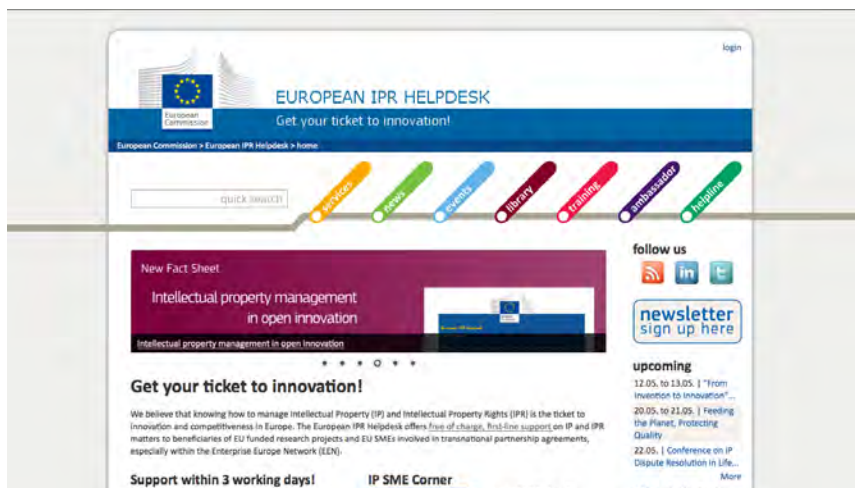 login
EUROPEAN IPR HELPDESK
European
Commission
Get your ticket to innovation!
European Commission > European IPR Helpdesk > home
quick search
services
news
events
library
training
ambassador
helpline
New Fact Sheet
Intellectual property management
in open innovation
Intellectual property management in open innovation
follow us
in
t
newsletter
sign up here
upcoming
12.05. to 13.05. | "From
Invention to Innovation"...
20.05. to 21.05. | Feeding
the Planet, Protecting
Quality
22.05. | Conference on IP
Dispute Resolution in Life...
More
Get your ticket to innovation!
We believe that knowing how to manage Intellectual Property (IP) and Intellectual Property Rights (IPR) is the ticket to
innovation and competitiveness in Europe. The European IPR Helpdesk offers free of charge, first-line support on IP and IPR
matters to beneficiaries of EU funded research projects and EU SMEs involved in transnational partnership agreements,
especially within the Enterprise Europe Network (EEN).
Support within 3 working days!
IP SME Corner